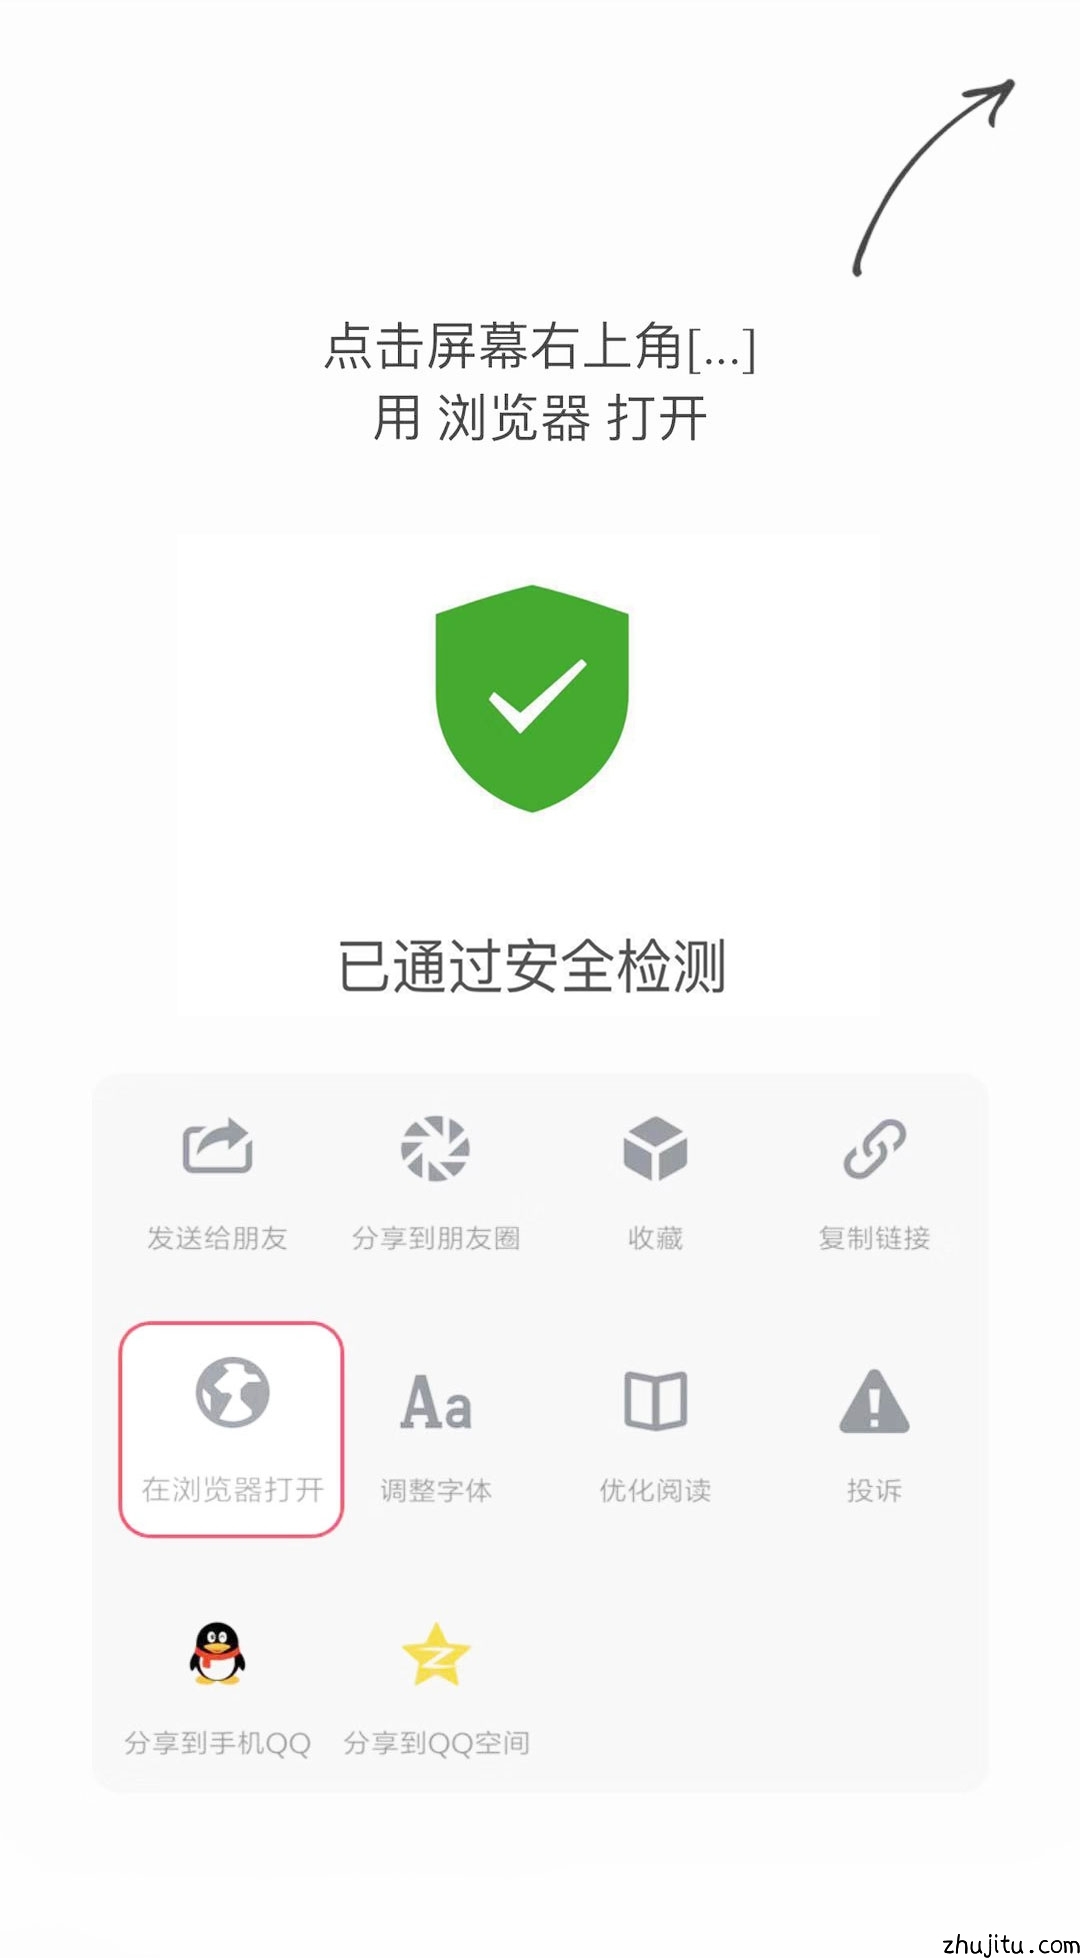 点击屏幕右上角[...]
用 浏览器 打开
已通过安全检测
发送给朋友
分享到朋友圈
收藏
复制链接
在浏览器打开
Aa
调整字体
优化阅读
投诉
分享到手机QQ
分享到QQ空间
zhujitu.com